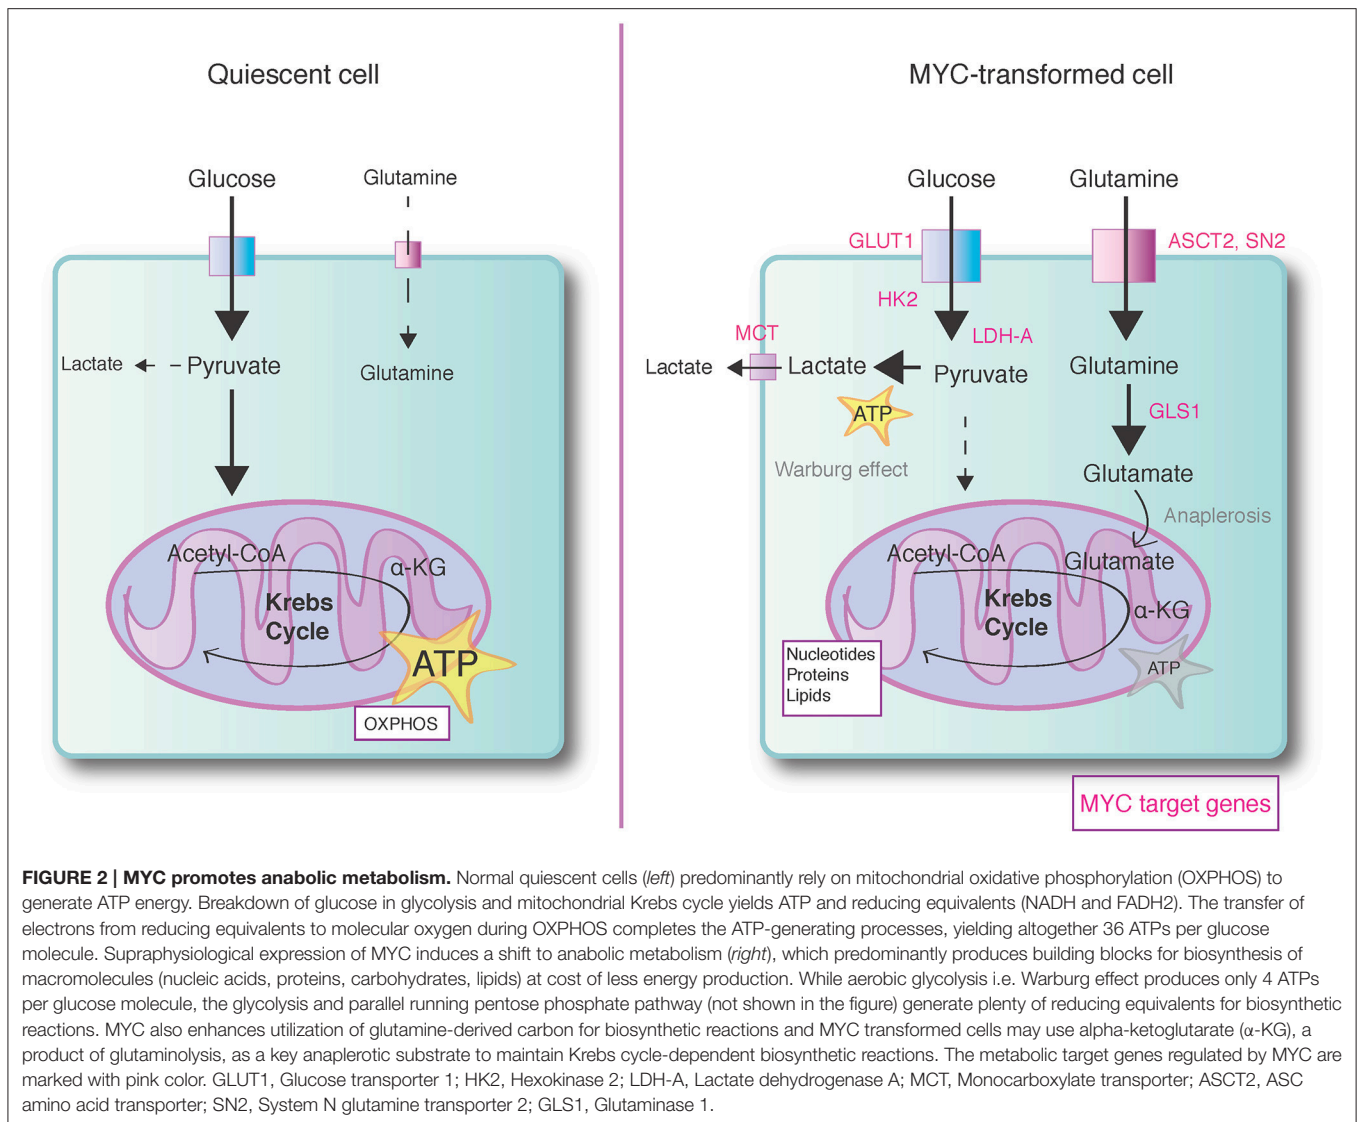 Quiescent cell
Glucose
Glutamine
Lactate
Pyruvate
Glutamine
Acetyl-CoA
α-KG
Krebs
Cycle
ATP
OXPHOS
MYC-transformed cell
Glucose
Glutamine
GLUT1
ASCT2, SN2
HK2
MCT
LDH-A
Lactate
Lactate
Pyruvate
Glutamine
ATP
GLS1
Warburg effect
Glutamate
Anaplerosis
Acetyl-CoA
Glutamate
Krebs
Cycle
α-KG
Nucleotides
Proteins
Lipids
ATP
MYC target genes
FIGURE 2 | MYC promotes anabolic metabolism. Normal quiescent cells (left) predominantly rely on mitochondrial oxidative phosphorylation (OXPHOS) to
generate ATP energy. Breakdown of glucose in glycolysis and mitochondrial Krebs cycle yields ATP and reducing equivalents (NADH and FADH2). The transfer of
electrons from reducing equivalents to molecular oxygen during OXPHOS completes the ATP-generating processes, yielding altogether 36 ATPs per glucose
molecule. Supraphysiological expression of MYC induces a shift to anabolic metabolism (right), which predominantly produces building blocks for biosynthesis of
macromolecules (nucleic acids, proteins, carbohydrates, lipids) at cost of less energy production. While aerobic glycolysis i.e. Warburg effect produces only 4 ATPs
per glucose molecule, the glycolysis and parallel running pentose phosphate pathway (not shown in the figure) generate plenty of reducing equivalents for biosynthetic
reactions. MYC also enhances utilization of glutamine-derived carbon for biosynthetic reactions and MYC transformed cells may use alpha-ketoglutarate (α-KG), a
product of glutaminolysis, as a key anaplerotic substrate to maintain Krebs cycle-dependent biosynthetic reactions. The metabolic target genes regulated by MYC are
marked with pink color. GLUT1, Glucose transporter 1; HK2, Hexokinase 2; LDH-A, Lactate dehydrogenase A; MCT, Monocarboxylate transporter; ASCT2, ASC
amino acid transporter; SN2, System N glutamine transporter 2; GLS1, Glutaminase 1.